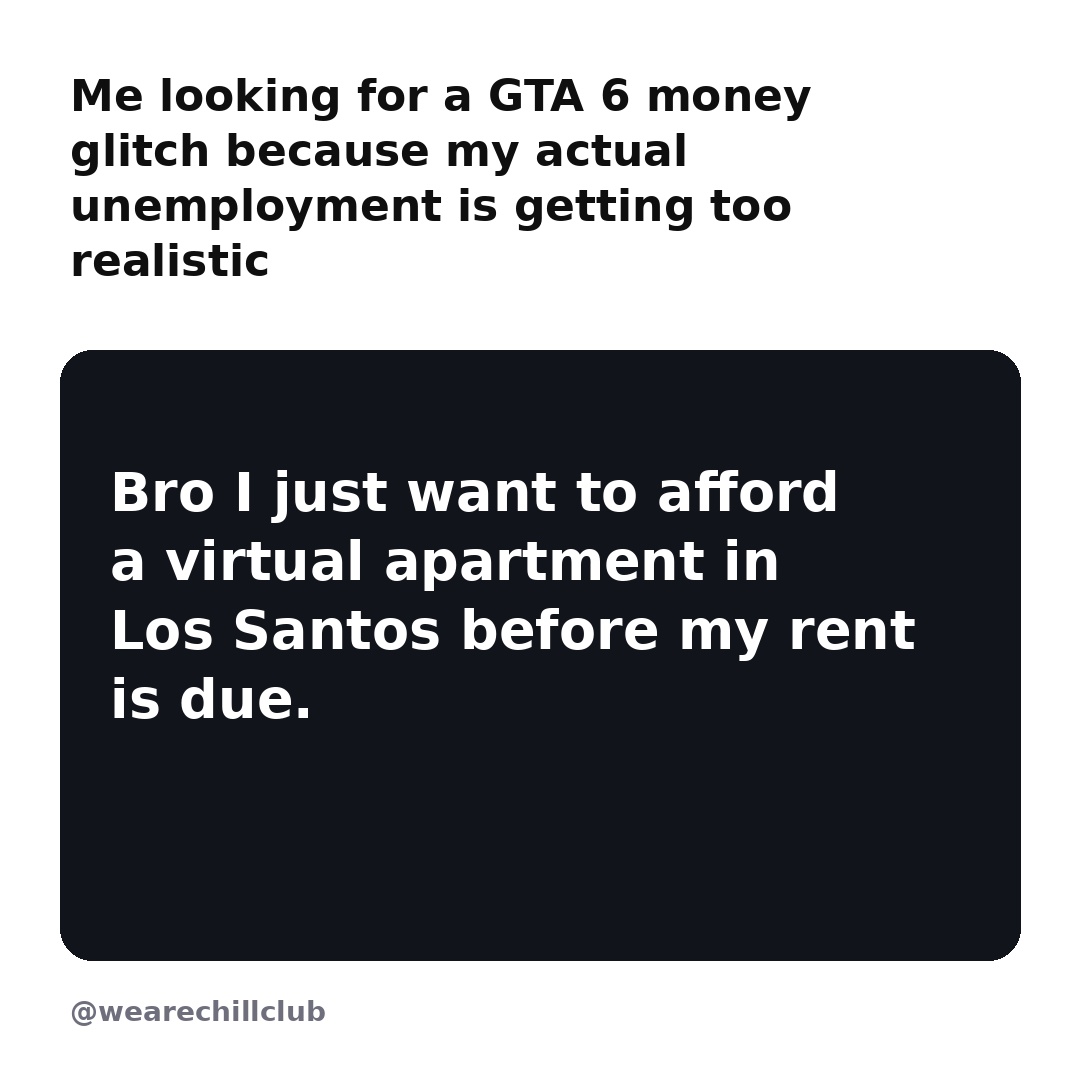 Me looking for a GTA 6 money
glitch because my actual
unemployment is getting too
realistic
Bro I just want to afford
a virtual apartment in
Los Santos before my rent
is due.
@wearechillclub